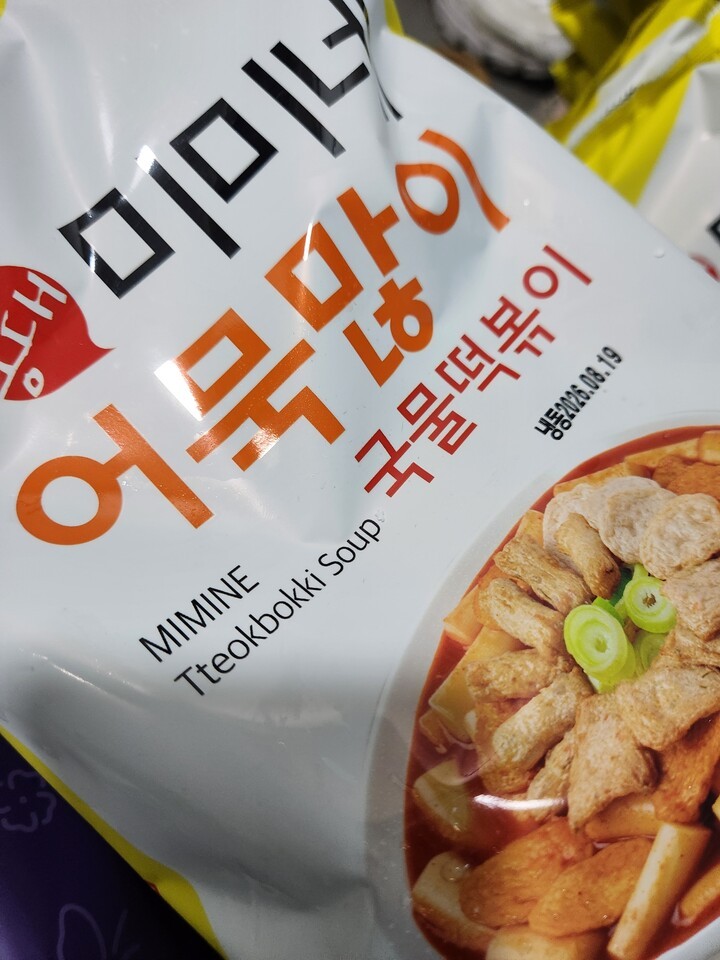 미미네
어묵많이
국물떡볶이
냉동2026.08.19
MIMINE
Tteokbokki Soup